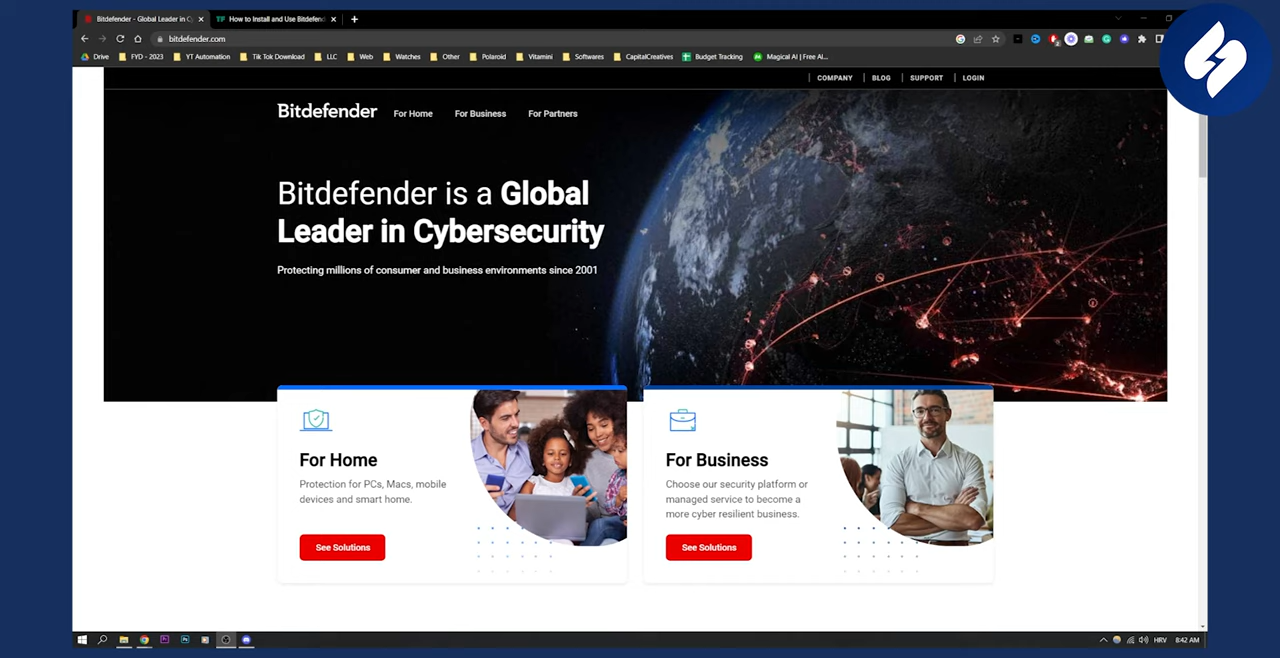 Bitdefender - Global Leader in C
How to Install and Use Bitdefend
bitdefender.com
Drive
FYD - 2023
YT Automation
Tik Tok Download
LLC
Web
Watches
Other
Polaroid
Vitamini
Softwares
CapitalCreatives
Budget Tracking
Magical AI | Free AI...
COMPANY
BLOG
SUPPORT
LOGIN
Bitdefender
For Home
For Business
For Partners
Bitdefender is a Global
Leader in Cybersecurity
Protecting millions of consumer and business environments since 2001
For Home
Protection for PCs, Macs, mobile
devices and smart home.
See Solutions
For Business
Choose our security platform or
managed service to become a
more cyber resilient business.
See Solutions
HRV
8:42 AM